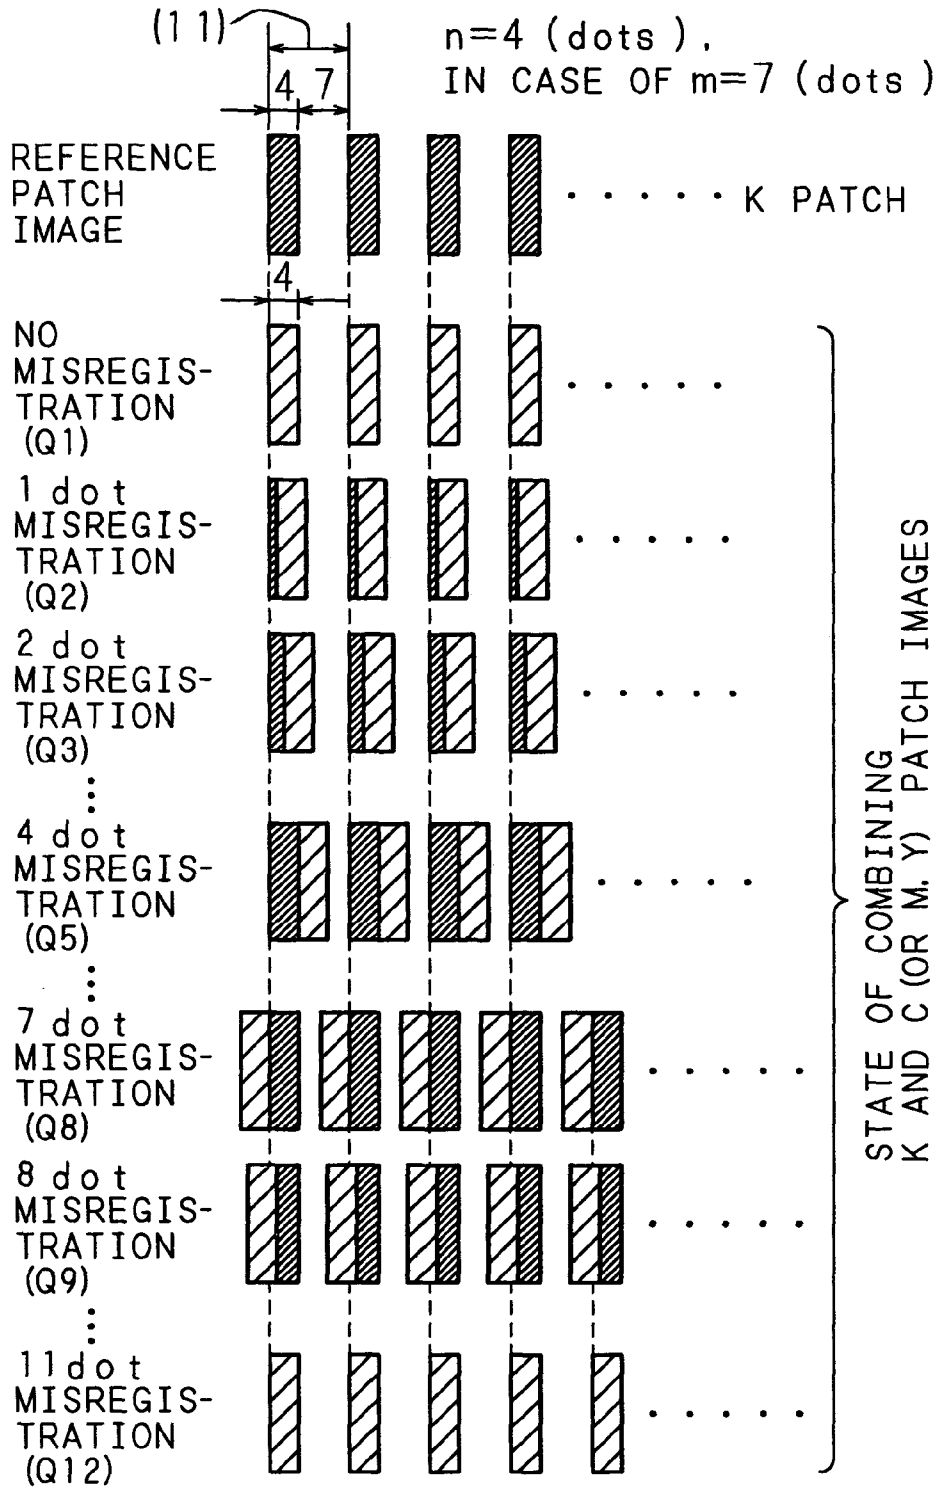 (11)
n=4 (dots),
IN CASE OF m=7 (dots)
4 7
REFERENCE
PATCH
IMAGE
K PATCH
4
NO
MISREGIS-
TRATION
(Q1)
1 dot
MISREGIS-
TRATION
(Q2)
2 dot
MISREGIS-
TRATION
(Q3)
4 dot
MISREGIS-
TRATION
(Q5)
7 dot
MISREGIS-
TRATION
(Q8)
8 dot
MISREGIS-
TRATION
(Q9)
11dot
MISREGIS-
TRATION
(Q12)
STATE OF COMBINING
K AND C (OR M. Y) PATCH IMAGES